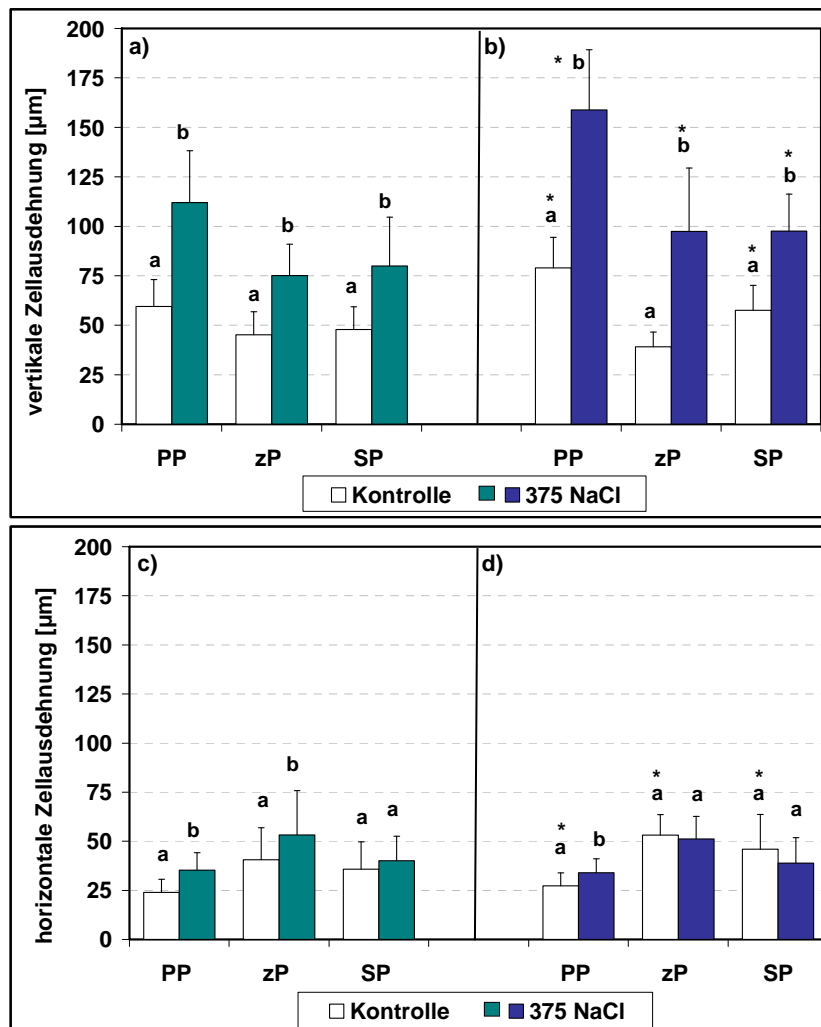 vertikale Zellausdehnung [µm]
200
175
150
125
100
75
50
25
0
a)
b)
a
b
a
b
a
b
*
a
* b
a
*
b
*
a
*
b
PP
zP
SP
PP
zP
SP
Kontrolle
375 NaCl
horizontale Zellausdehnung [µm]
200
175
150
125
100
75
50
25
0
c)
d)
a
b
a
b
a
a
*
a
b
*
a
a
*
a
a
PP
zP
SP
PP
zP
SP
Kontrolle
375 NaCl